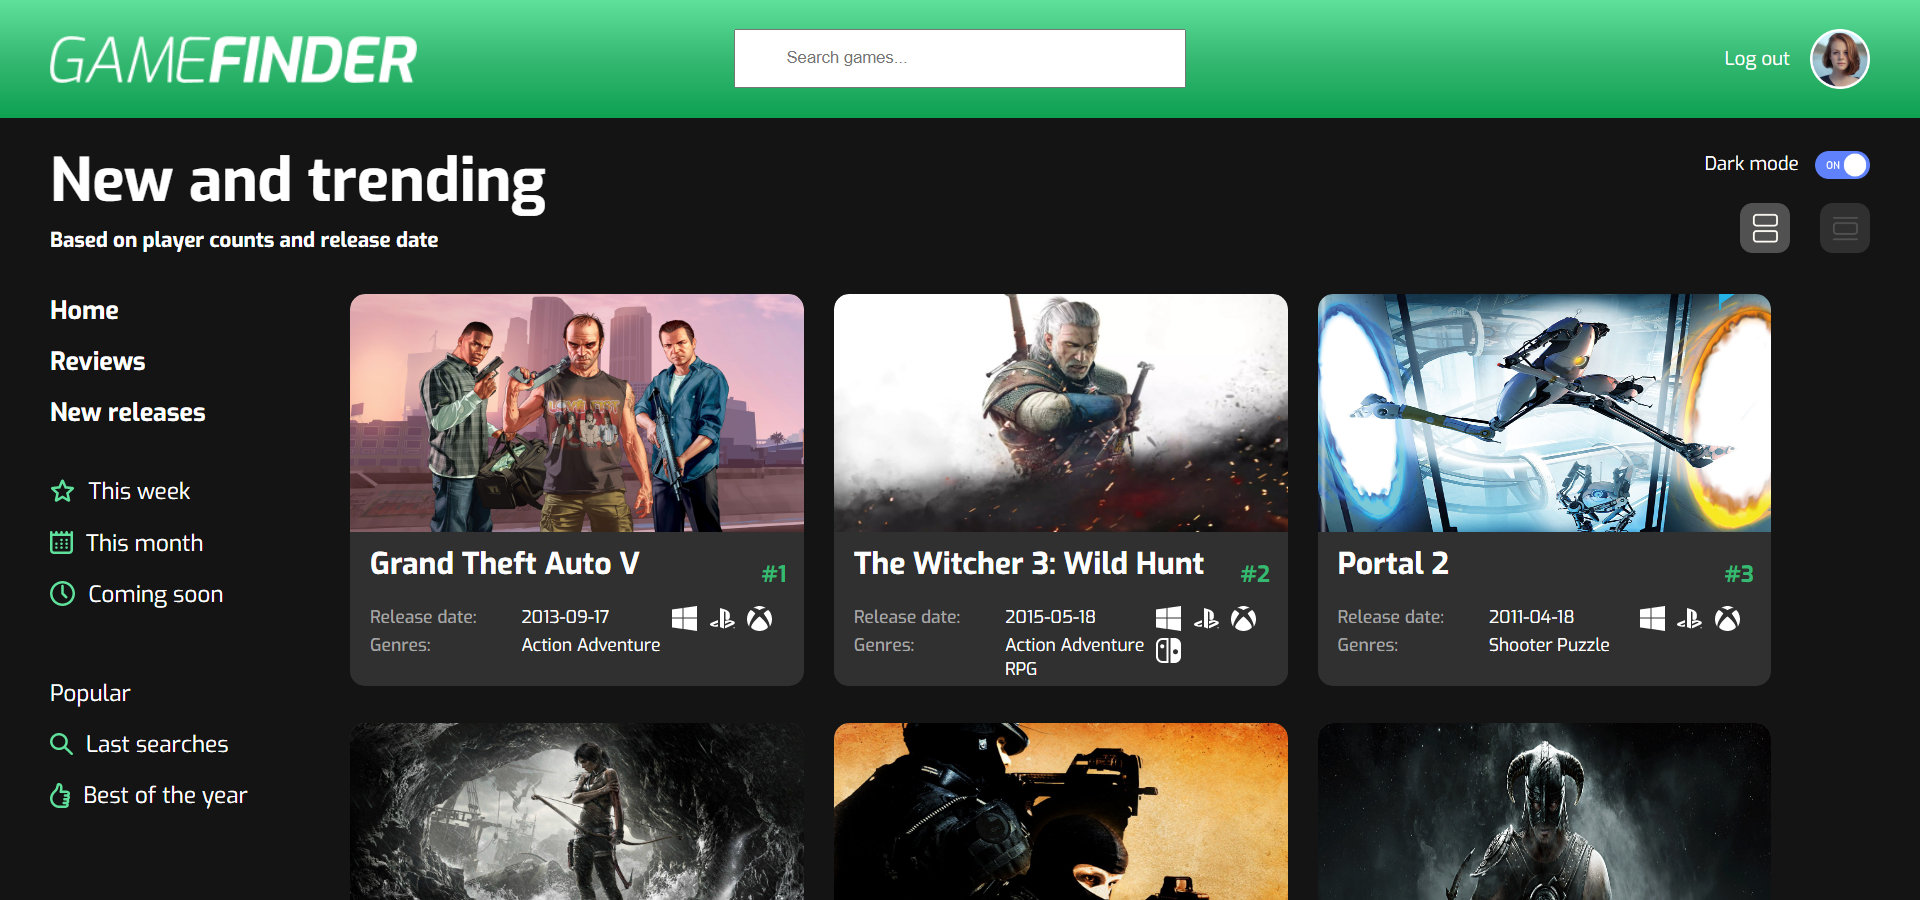 GAMEFINDER
Search games...
Log out
New and trending
Dark mode
ON
Based on player counts and release date
Home
Reviews
New releases
This week
This month
Coming soon
Popular
Last searches
Best of the year
Grand Theft Auto V
#1
Release date: 2013-09-17
Genres: Action Adventure
The Witcher 3: Wild Hunt
#2
Release date: 2015-05-18
Genres: Action Adventure
RPG
Portal 2
#3
Release date: 2011-04-18
Genres: Shooter Puzzle